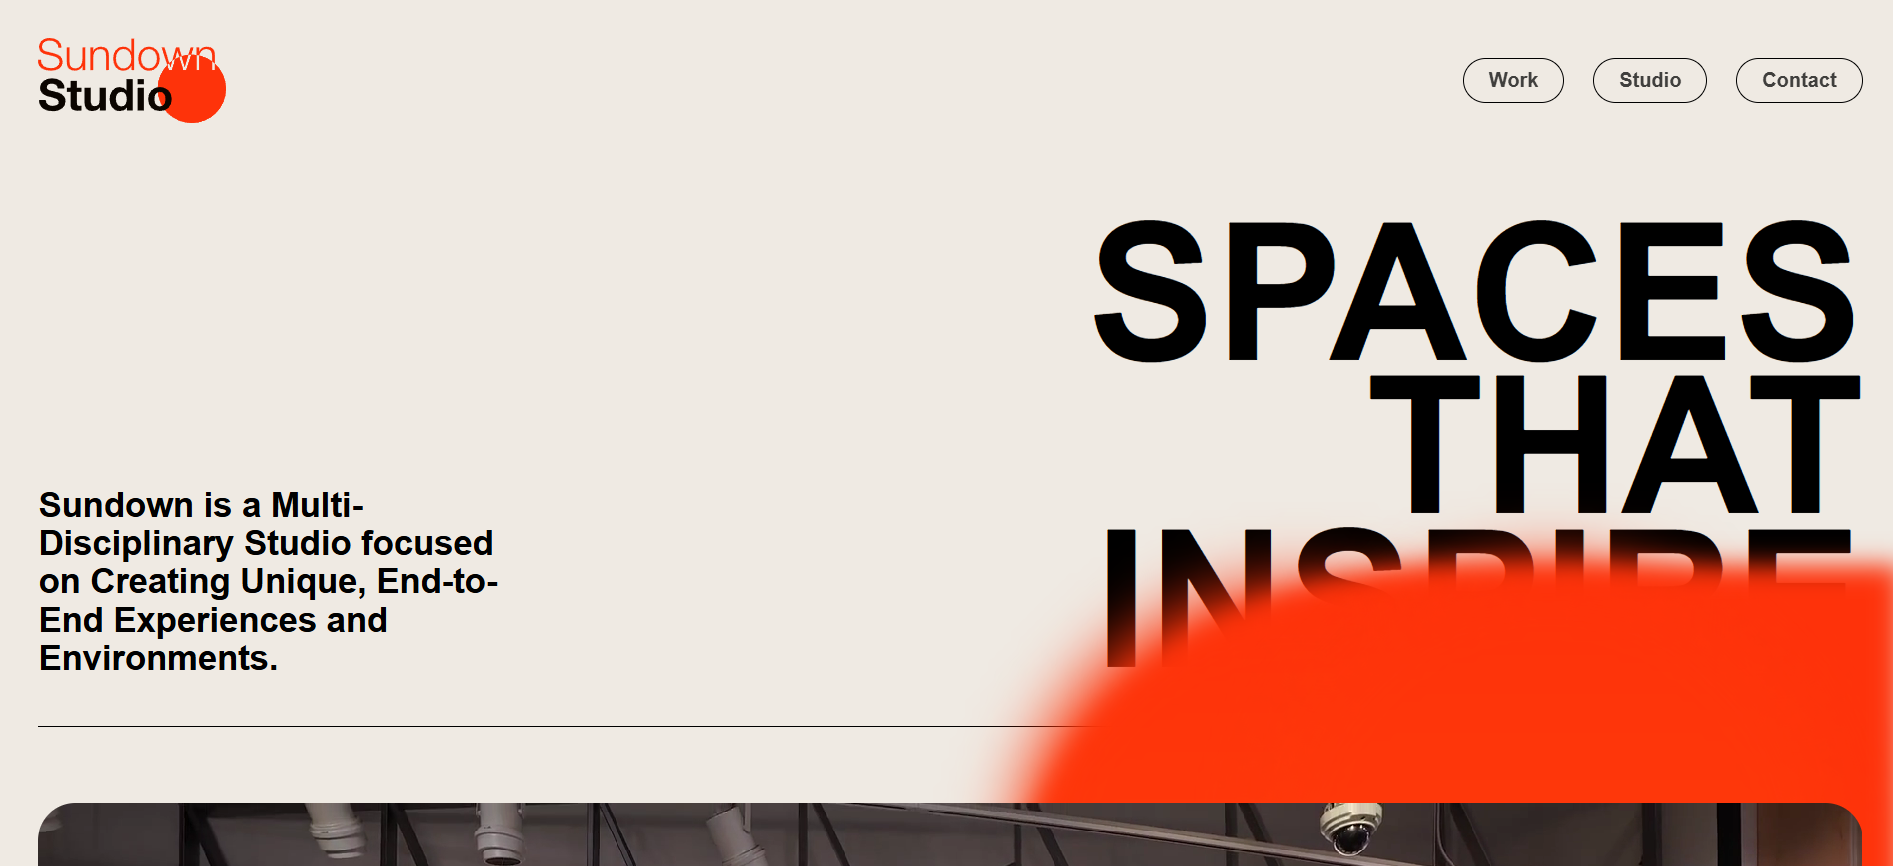 Sundown
Studio
Work
Studio
Contact
SPACES
THAT
INSPIRE
Sundown is a Multi-
Disciplinary Studio focused
on Creating Unique, End-to-
End Experiences and
Environments.